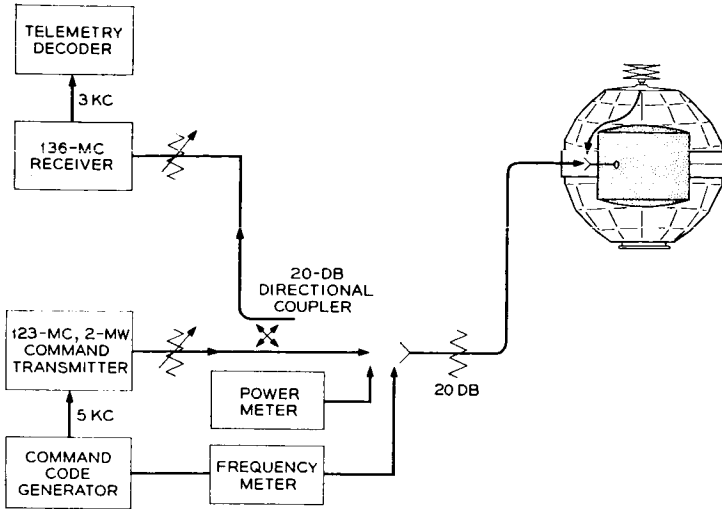 TELEMETRY
DECODER
3 KC
136-MC
RECEIVER
20-DB
DIRECTIONAL
COUPLER
123-MC, 2-MW
COMMAND
TRANSMITTER
20 DB
POWER
METER
5 KC
COMMAND
CODE
GENERATOR
FREQUENCY
METER